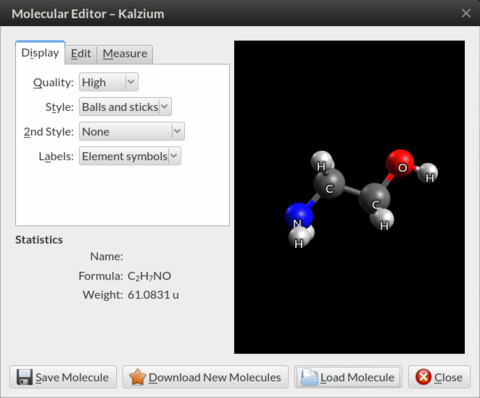 Molecular Editor – Kalzium
Display Edit Measure
Quality: High
Style: Balls and sticks
2nd Style: None
Labels: Element symbols
Statistics
Name:
Formula: C₂H₇NO
Weight: 61.0831 u
H
C
O
H
C
H
N
H
Save Molecule Download New Molecules Load Molecule Close